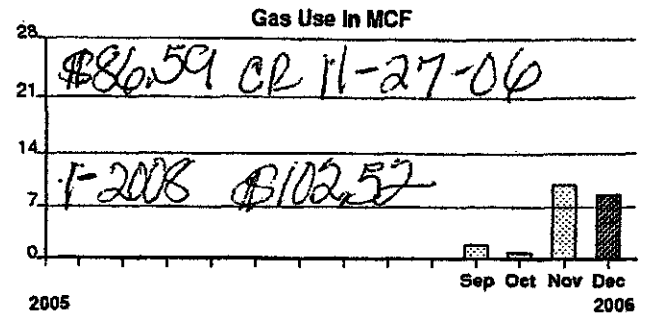 Gas Use In MCF
28
$86.59 CR 11-27-06
21
14
1-2008 $102.52
7
0
Sep Oct Nov Dec
2005 2006